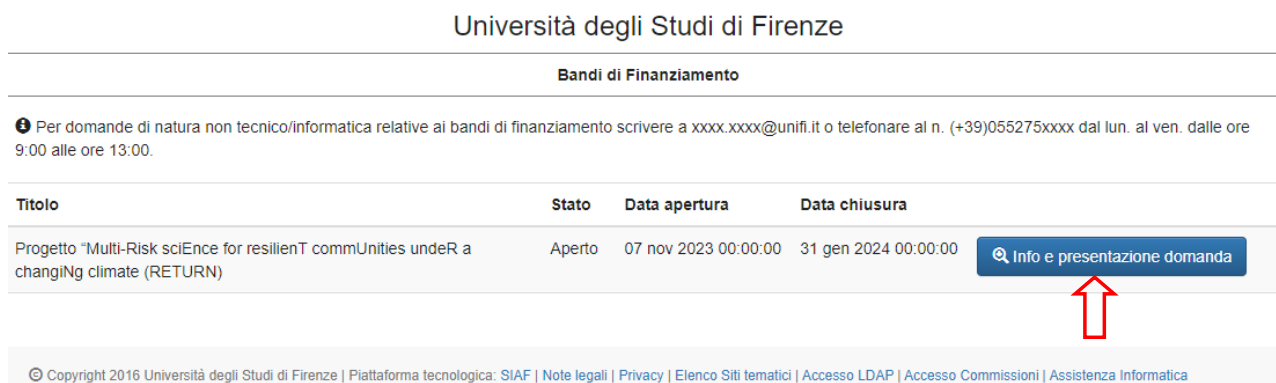 Università degli Studi di Firenze
Bandi di Finanziamento
Per domande di natura non tecnico/informatica relative ai bandi di finanziamento scrivere a xxxx.xxxx@unifi.it o telefonare al n. (+39)055275xxxx dal lun. al ven. dalle ore
9:00 alle ore 13:00.
Titolo Stato Data apertura Data chiusura
Progetto “Multi-Risk sciEnce for resilienT commUnities undeR a Aperto 07 nov 2023 00:00:00 31 gen 2024 00:00:00 Info e presentazione domanda
changiNg climate (RETURN)
© Copyright 2016 Università degli Studi di Firenze | Piattaforma tecnologica: SIAF | Note legali | Privacy | Elenco Siti tematici | Accesso LDAP | Accesso Commissioni | Assistenza Informatica